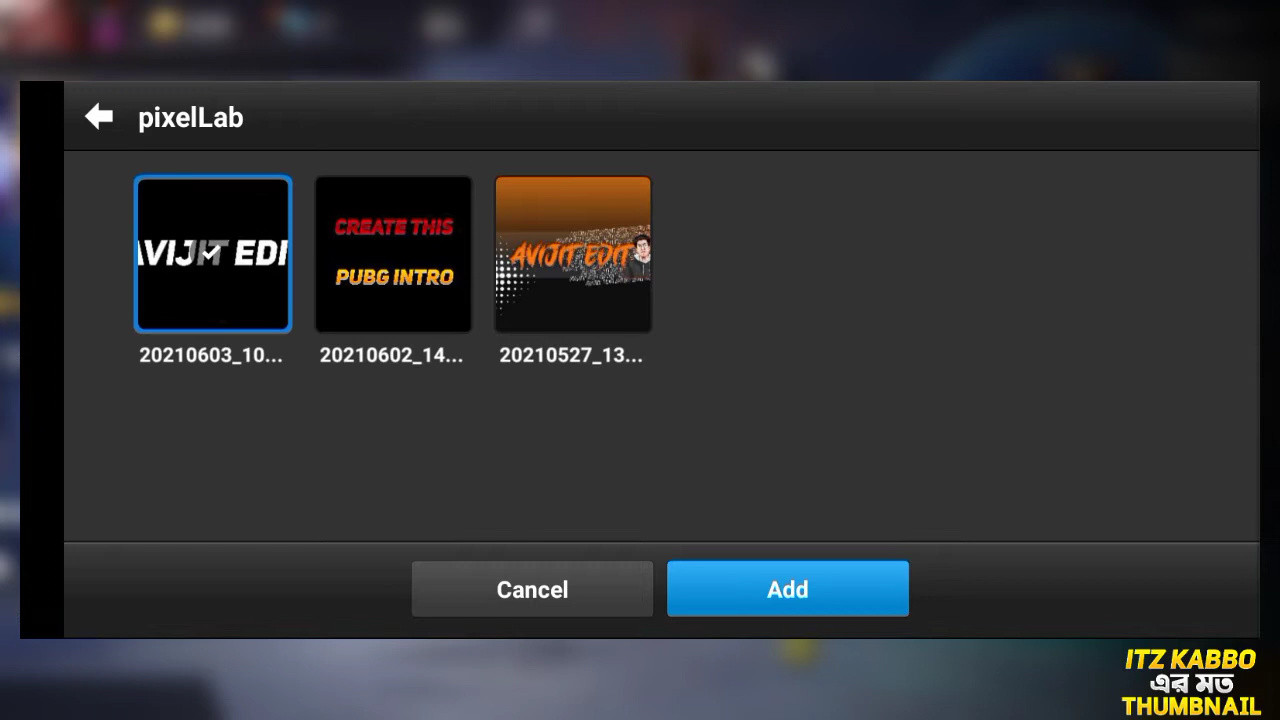 pixelLab
AVIJIT EDI
CREATE THIS
PUBG INTRO
AVIJIT EDIT
20210603_10...
20210602_14...
20210527_13...
Cancel
Add
ITZ KABBO
এর মত
THUMBNAIL